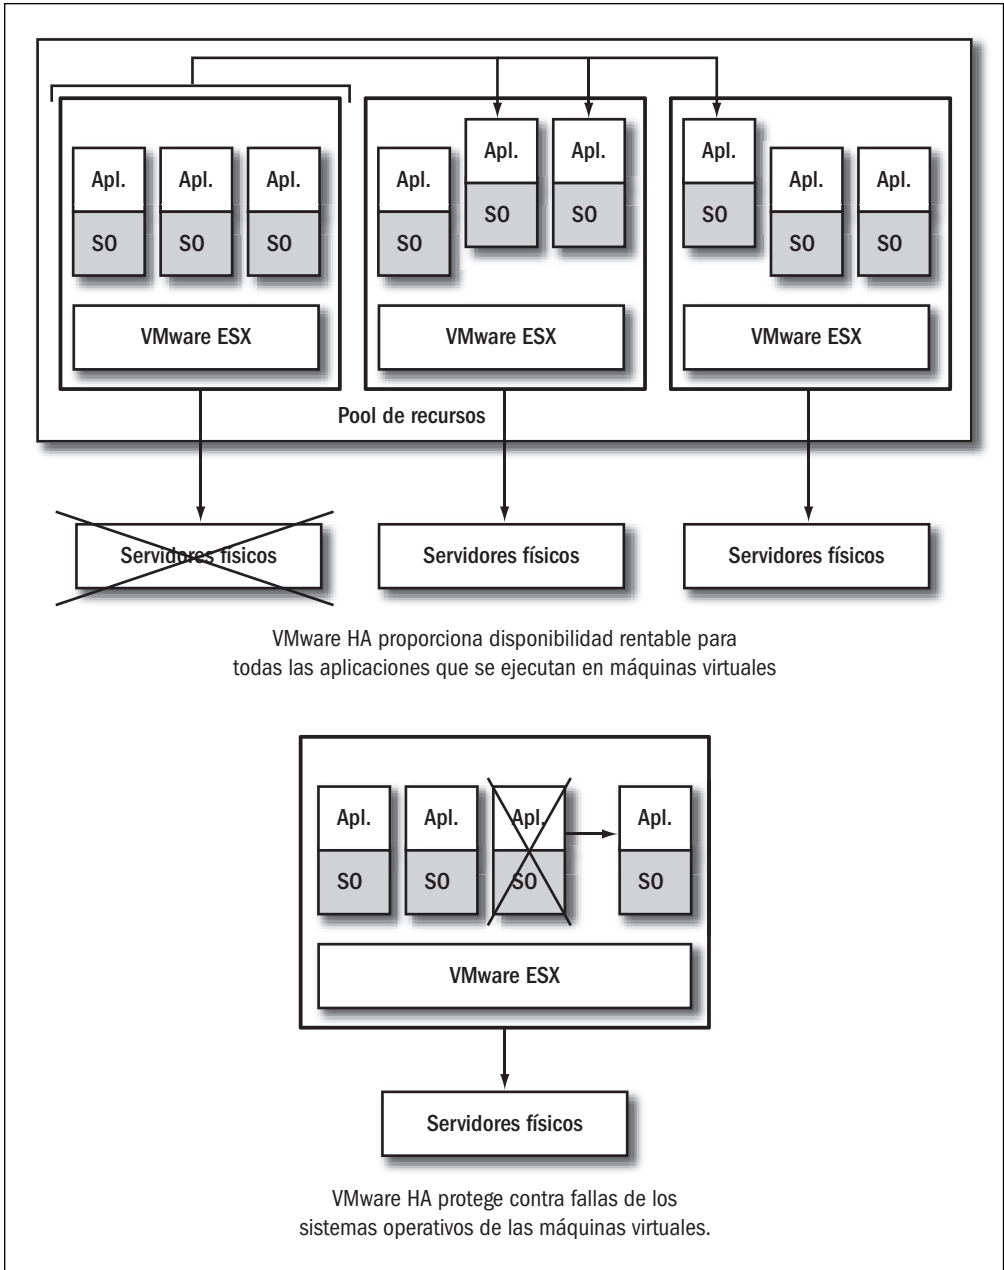 Apl.
Apl.
Apl.
Apl.
Apl.
Apl.
Apl.
Apl.
Apl.
SO
SO
SO
SO
SO
SO
SO
SO
SO
VMware ESX
VMware ESX
VMware ESX
Pool de recursos
Servidores físicos
Servidores físicos
Servidores físicos
VMware HA proporciona disponibilidad rentable para
todas las aplicaciones que se ejecutan en máquinas virtuales
Apl.
Apl.
Apl.
Apl.
SO
SO
SO
SO
VMware ESX
Servidores físicos
VMware HA protege contra fallas de los
sistemas operativos de las máquinas virtuales.